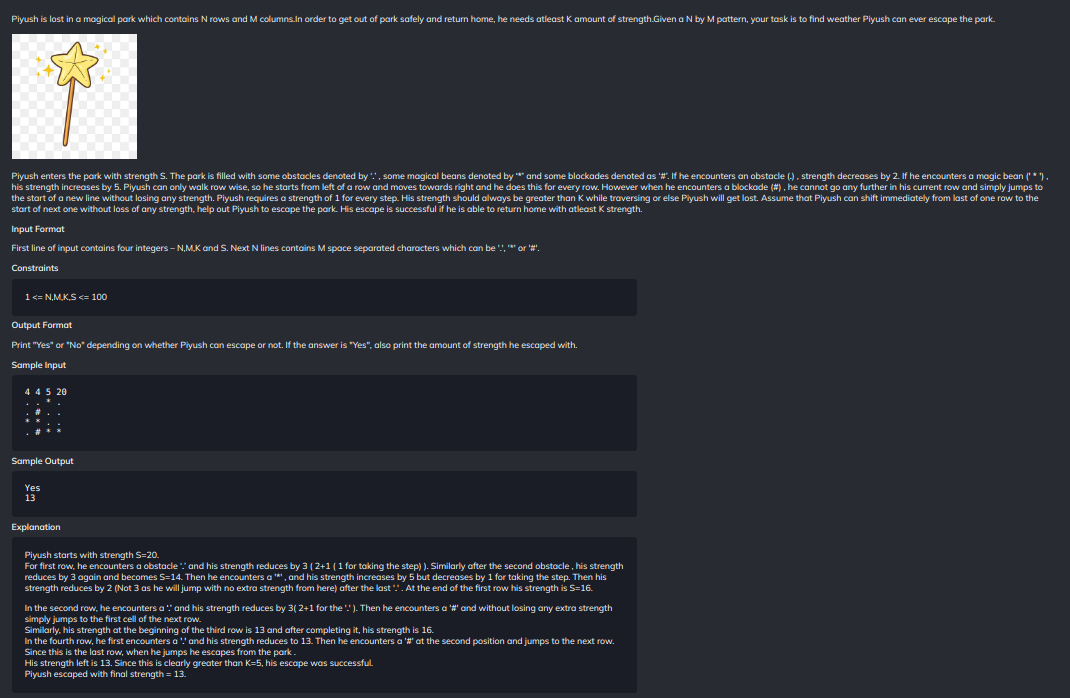 Piyush is lost in a magical park which contains N rows and M columns.In order to get out of park safely and return home, he needs atleast K amount of strength.Given a N by M pattern, your task is to find weather Piyush can ever escape the park.
Piyush enters the park with strength S. The park is filled with some obstacles denoted by '.' , some magical beans denoted by '*' and some blockades denoted as '#'. If he encounters an obstacle (.) , strength decreases by 2. If he encounters a magic bean (' * ') ,
his strength increases by 5. Piyush can only walk row wise, so he starts from left of a row and moves towards right and he does this for every row. However when he encounters a blockade (#) , he cannot go any further in his current row and simply jumps to
the start of a new line without losing any strength. Piyush requires a strength of 1 for every step. His strength should always be greater than K while traversing or else Piyush will get lost. Assume that Piyush can shift immediately from last of one row to the
start of next one without loss of any strength, help out Piyush to escape the park. His escape is successful if he is able to return home with atleast K strength.
Input Format
First line of input contains four integers – N,M,K and S. Next N lines contains M space separated characters which can be '.', '*' or '#'.
Constraints
1 <= N,M,K,S <= 100
Output Format
Print "Yes" or "No" depending on whether Piyush can escape or not. If the answer is "Yes", also print the amount of strength he escaped with.
Sample Input
4 4 5 20
. . * .
. # . .
* * . .
. # * *
Sample Output
Yes
13
Explanation
Piyush starts with strength S=20.
For first row, he encounters a obstacle '.' and his strength reduces by 3 ( 2+1 ( 1 for taking the step) ). Similarly after the second obstacle , his strength
reduces by 3 again and becomes S=14. Then he encounters a '*' , and his strength increases by 5 but decreases by 1 for taking the step. Then his
strength reduces by 2 (Not 3 as he will jump with no extra strength from here) after the last '.' . At the end of the first row his strength is S=16.
In the second row, he encounters a '.' and his strength reduces by 3( 2+1 for the '.' ). Then he encounters a '#' and without losing any extra strength
simply jumps to the first cell of the next row.
Similarly, his strength at the beginning of the third row is 13 and after completing it, his strength is 16.
In the fourth row, he first encounters a '.' and his strength reduces to 13. Then he encounters a '#' at the second position and jumps to the next row.
Since this is the last row, when he jumps he escapes from the park .
His strength left is 13. Since this is clearly greater than K=5, his escape was successful.
Piyush escaped with final strength = 13.